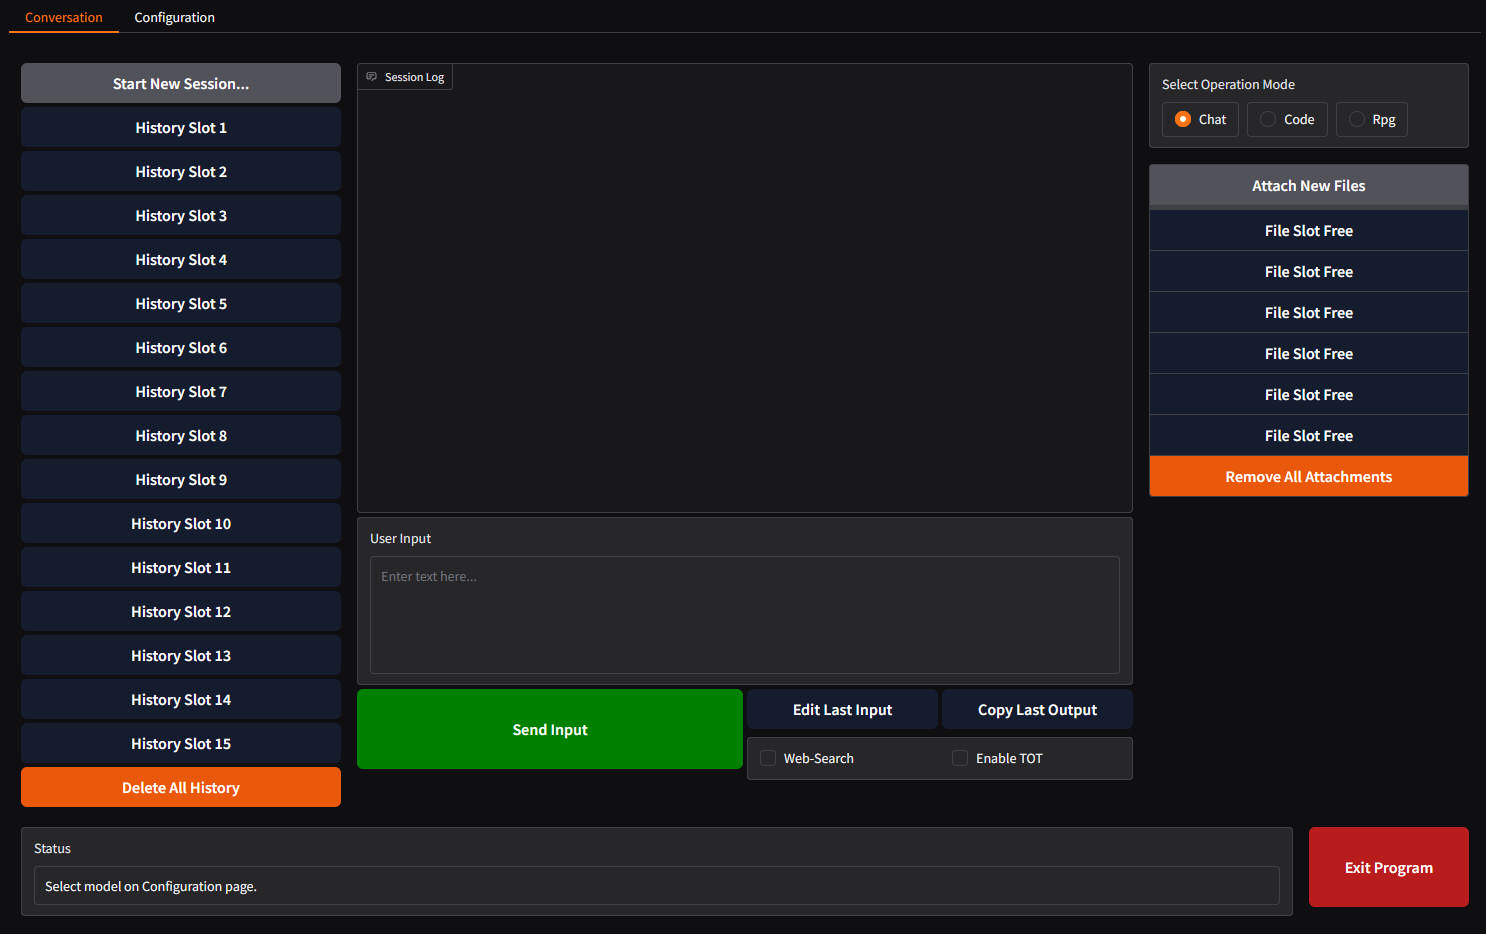 Conversation
Configuration
Start New Session...
History Slot 1
History Slot 2
History Slot 3
History Slot 4
History Slot 5
History Slot 6
History Slot 7
History Slot 8
History Slot 9
History Slot 10
History Slot 11
History Slot 12
History Slot 13
History Slot 14
History Slot 15
Delete All History
Session Log
User Input
Enter text here...
Send Input
Edit Last Input
Copy Last Output
Web-Search
Enable TOT
Select Operation Mode
Chat
Code
Rpg
Attach New Files
File Slot Free
File Slot Free
File Slot Free
File Slot Free
File Slot Free
File Slot Free
Remove All Attachments
Status
Select model on Configuration page.
Exit Program